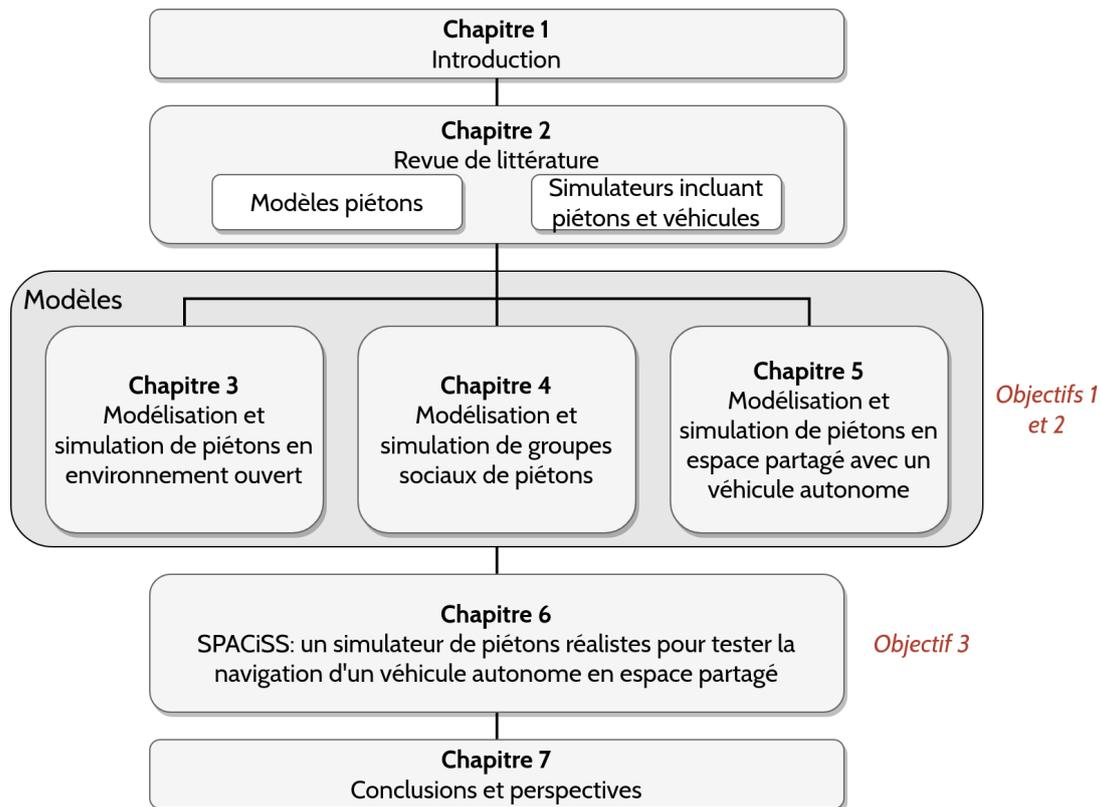 Chapitre 1
Introduction
Chapitre 2
Revue de littérature
Modèles piétons
Simulateurs incluant
piétons et véhicules
Modèles
Chapitre 3
Modélisation et
simulation de piétons en
environnement ouvert
Chapitre 4
Modélisation et
simulation de groupes
sociaux de piétons
Chapitre 5
Modélisation et
simulation de piétons en
espace partagé avec un
véhicule autonome
Objectifs 1
et 2
Chapitre 6
SPACiSS: un simulateur de piétons réalistes pour tester la
navigation d'un véhicule autonome en espace partagé
Objectif 3
Chapitre 7
Conclusions et perspectives